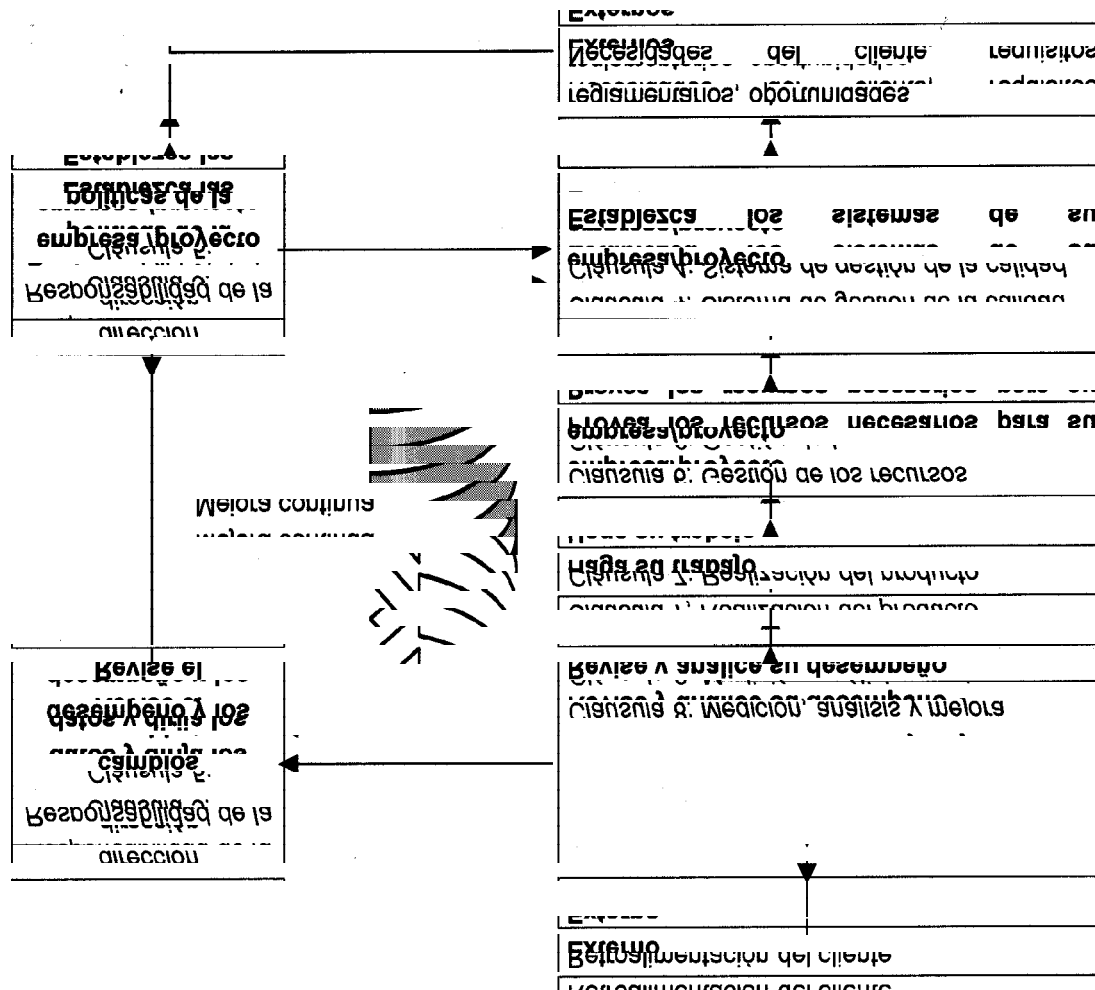 Externos
Necesidades del cliente, requisitos
reglamentarios, oportunidades
Establezca las
políticas de la
empresa /proyecto
Cláusula 5:
Responsabilidad de la
dirección
Establezca los sistemas de su
empresa/proyecto
Cláusula 4: Sistema de gestión de la calidad
Provea los recursos necesarios para su
empresa/proyecto
Cláusula 6: Gestión de los recursos
Mejora continua
Haga su trabajo
Cláusula 7: Realización del producto
Revise el
desempeño y los
datos y dirija los
cambios
Cláusula 5:
Responsabilidad de la
dirección
Revise y analice su desempeño
Cláusula 8: Medición, análisis y mejora
Externo
Retroalimentación del cliente